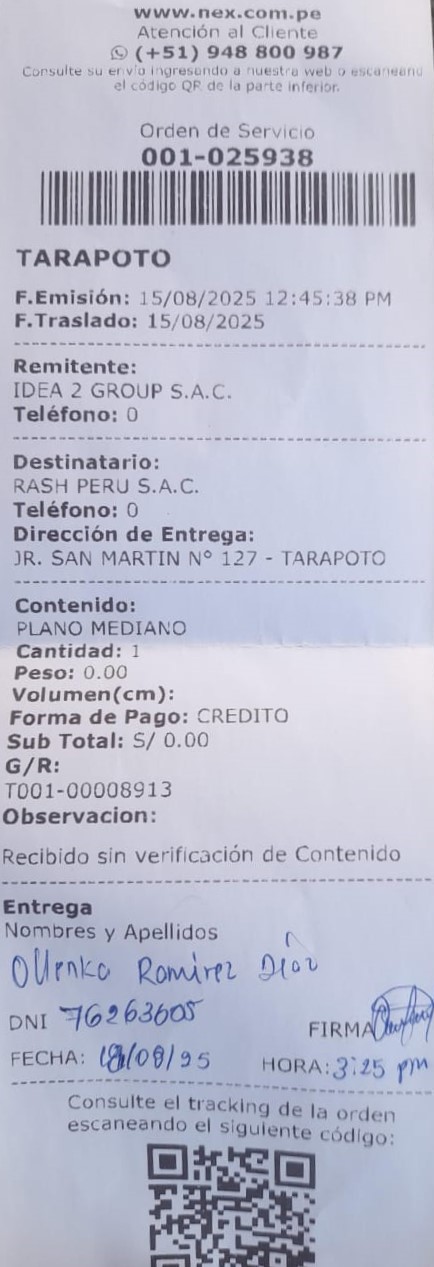 www.nex.com.pe
Atención al Cliente
(+51) 948 800 987
Consulte su envío ingresando a nuestra web o escaneand
el código QR de la parte inferior.
Orden de Servicio
001-025938
TARAPOTO
F.Emisión: 15/08/2025 12:45:38 PM
F.Traslado: 15/08/2025
Remitente:
IDEA 2 GROUP S.A.C.
Teléfono: 0
Destinatario:
RASH PERU S.A.C.
Teléfono: 0
Dirección de Entrega:
JR. SAN MARTIN N° 127 - TARAPOTO
Contenido:
PLANO MEDIANO
Cantidad: 1
Peso: 0.00
Volumen(cm):
Forma de Pago: CREDITO
Sub Total: S/ 0.00
G/R:
T001-00008913
Observacion:
Recibido sin verificación de Contenido
Entrega
Nombres y Apellidos
Ollenka Ramirez Díaz
DNI 76263605
FIRMA
FECHA: 18/08/95
HORA: 3:25 pm
Consulte el tracking de la orden
escaneando el siguiente código: